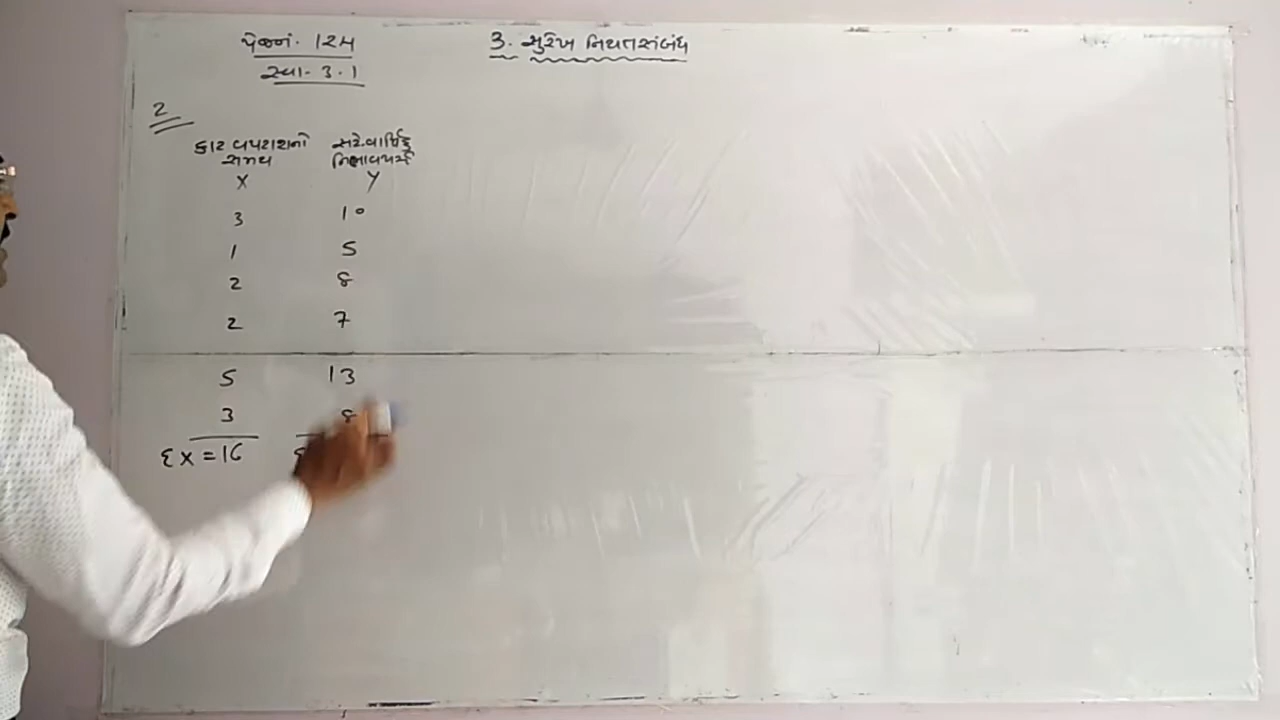 પેજનં. 124
3. સુરેખ નિયતસંબંધ
સ્વા. 3.1
2
કાર વપરાશનો સરેવાર્ષિક
સમય નિભાવખર્ચ
X Y
3 10
1 5
2 8
2 7
5 13
3 8
ΣX = 16 Σ